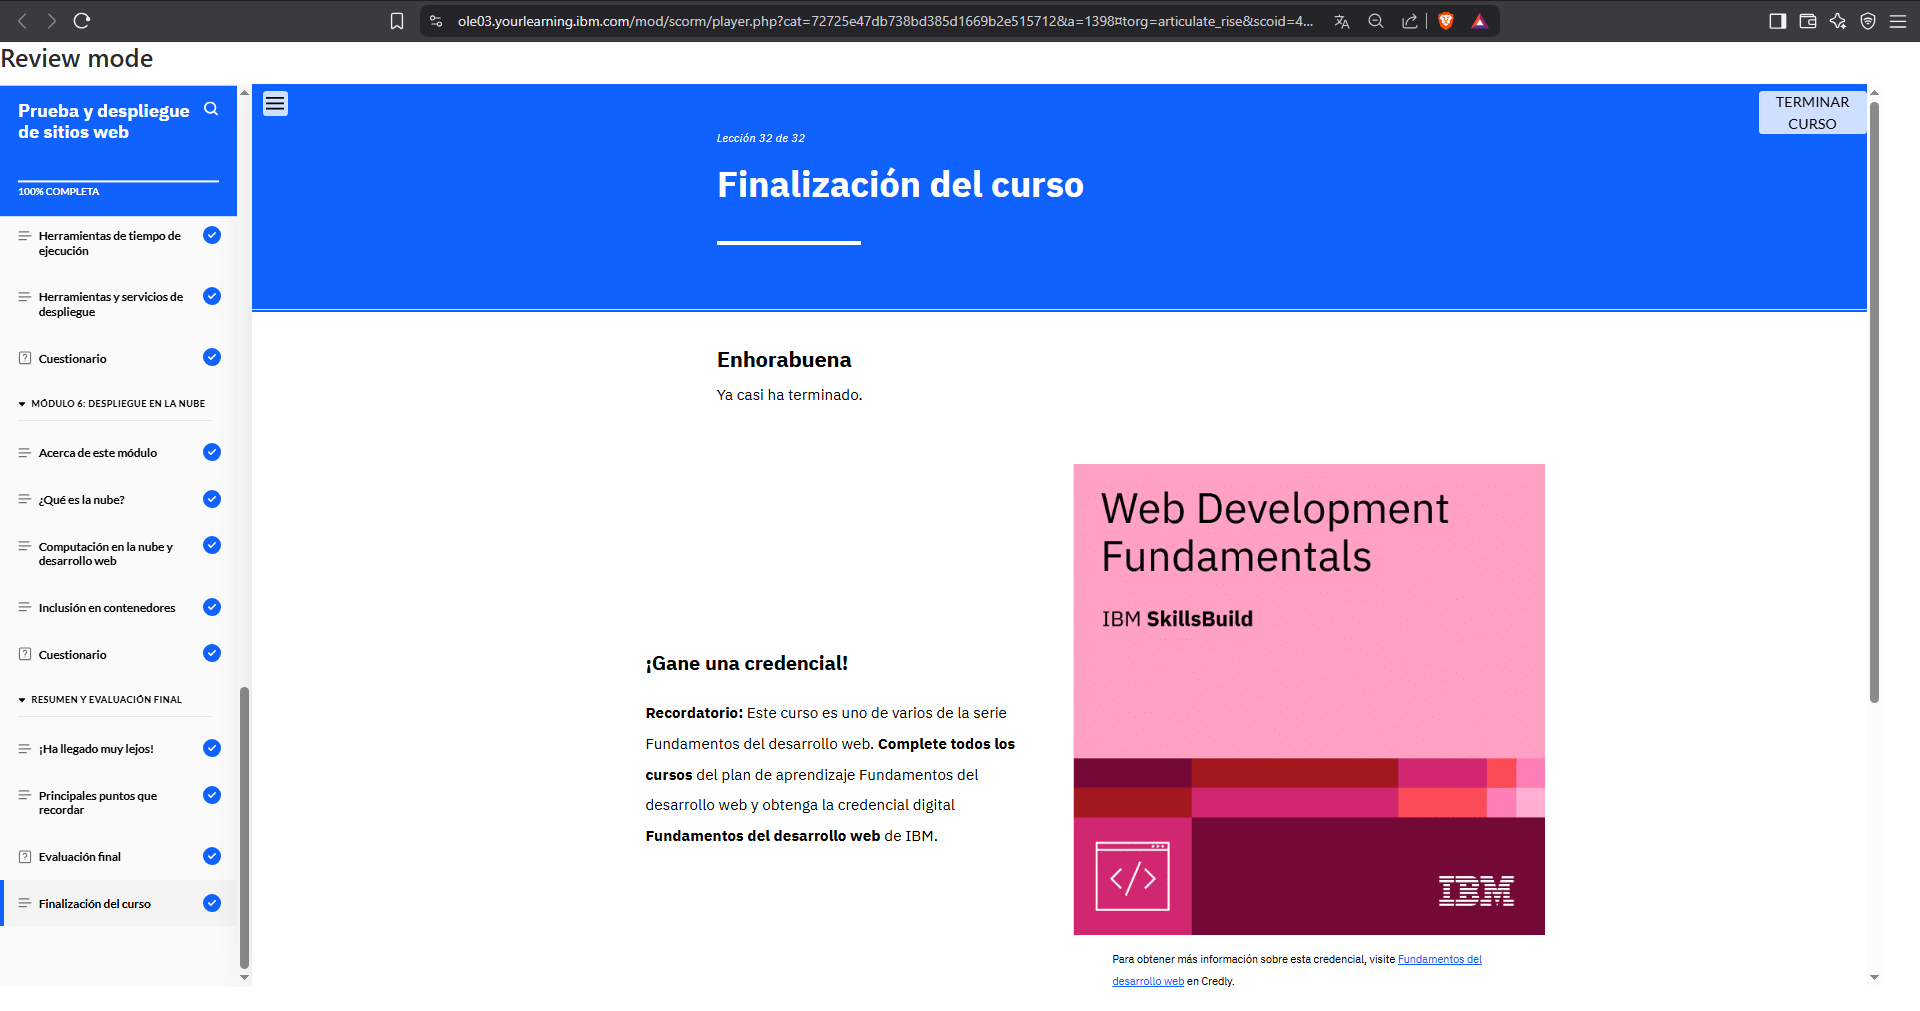 ole03.yourlearning.ibm.com/mod/scorm/player.php?cat=72725e47db738bd385d1669b2e515712&a=1398¤torg=articulate_rise&scoid=4...
Review mode
Prueba y despliegue
de sitios web
100% COMPLETA
Herramientas de tiempo de
ejecución
Herramientas y servicios de
despliegue
Cuestionario
MÓDULO 6: DESPLIEGUE EN LA NUBE
Acerca de este módulo
¿Qué es la nube?
Computación en la nube y
desarrollo web
Inclusión en contenedores
Cuestionario
RESUMEN Y EVALUACIÓN FINAL
¡Ha llegado muy lejos!
Principales puntos que
recordar
Evaluación final
Finalización del curso
TERMINAR
CURSO
Lección 32 de 32
Finalización del curso
Enhorabuena
Ya casi ha terminado.
¡Gane una credencial!
Recordatorio: Este curso es uno de varios de la serie
Fundamentos del desarrollo web. Complete todos los
cursos del plan de aprendizaje Fundamentos del
desarrollo web y obtenga la credencial digital
Fundamentos del desarrollo web de IBM.
Web Development
Fundamentals
IBM SkillsBuild
</>
IBM
Para obtener más información sobre esta credencial, visite Fundamentos del
desarrollo web en Credly.